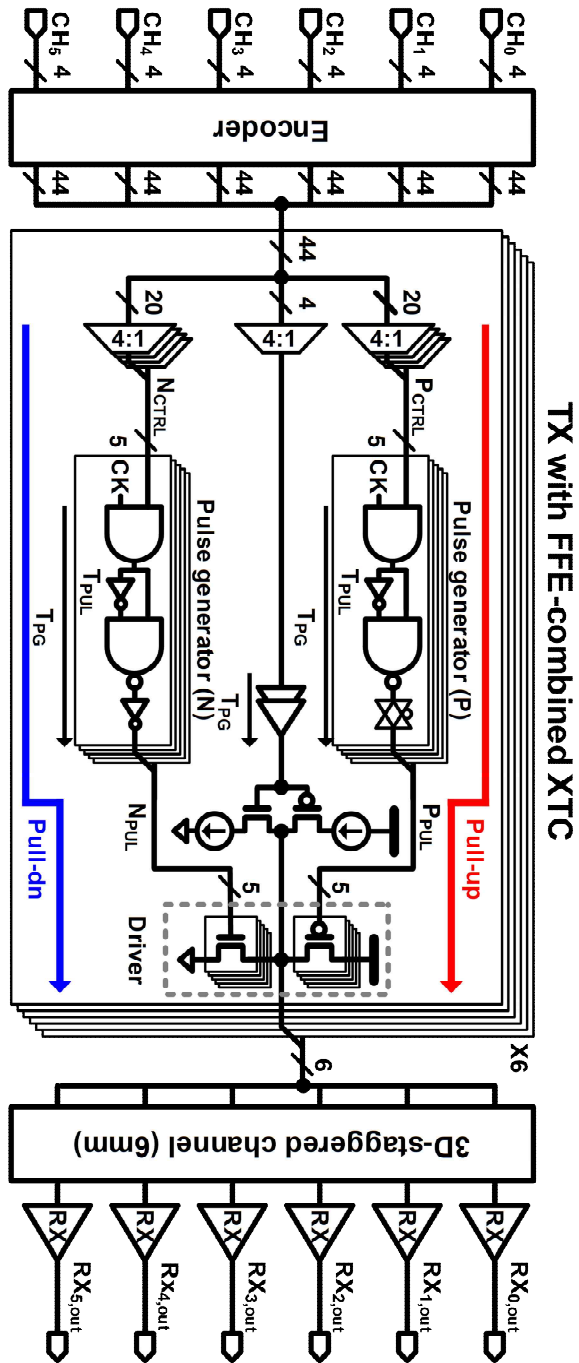 TX with FFE-combined XTC
CH0 4
CH1 4
CH2 4
CH3 4
CH4 4
CH5 4
Encoder
44
44
44
44
44
44
44
20
4
20
4:1
4:1
4:1
PCTRL
5
Pulse generator (P)
CK
TPUL
TPG
TPG
NCTRL
5
Pulse generator (N)
CK
TPUL
TPG
PPUL
NPUL
Pull-up
Pull-dn
5
5
Driver
X6
6
3D-staggered channel (6mm)
RX RX0,out
RX RX1,out
RX RX2,out
RX RX3,out
RX RX4,out
RX RX5,out